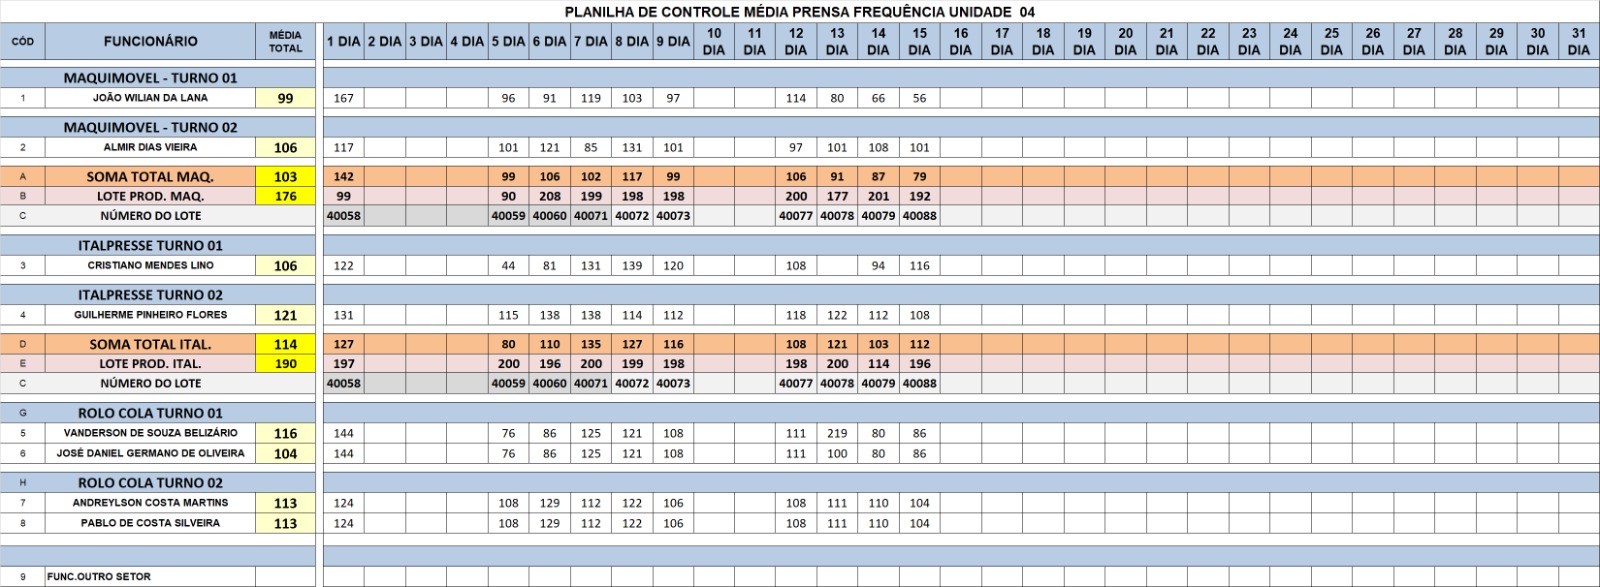 PLANILHA DE CONTROLE MÉDIA PRENSA FREQUÊNCIA UNIDADE 04
CÓD FUNCIONÁRIO MÉDIA TOTAL 1 DIA 2 DIA 3 DIA 4 DIA 5 DIA 6 DIA 7 DIA 8 DIA 9 DIA 10 DIA 11 DIA 12 DIA 13 DIA 14 DIA 15 DIA 16 DIA 17 DIA 18 DIA 19 DIA 20 DIA 21 DIA 22 DIA 23 DIA 24 DIA 25 DIA 26 DIA 27 DIA 28 DIA 29 DIA 30 DIA 31 DIA
MAQUIMOVEL - TURNO 01
1 JOÃO WILIAN DA LANA 99 167 96 91 119 103 97 114 80 66 56
MAQUIMOVEL - TURNO 02
2 ALMIR DIAS VIEIRA 106 117 101 121 85 131 101 97 101 108 101
A SOMA TOTAL MAQ. 103 142 99 106 102 117 99 106 91 87 79
B LOTE PROD. MAQ. 176 99 90 208 199 198 198 200 177 201 192
C NÚMERO DO LOTE 40058 40059 40060 40071 40072 40073 40077 40078 40079 40088
ITALPRESSE TURNO 01
3 CRISTIANO MENDES LINO 106 122 44 81 131 139 120 108 94 116
ITALPRESSE TURNO 02
4 GUILHERME PINHEIRO FLORES 121 131 115 138 138 114 112 118 122 112 108
D SOMA TOTAL ITAL. 114 127 80 110 135 127 116 108 121 103 112
E LOTE PROD. ITAL. 190 197 200 196 200 199 198 198 200 114 196
C NÚMERO DO LOTE 40058 40059 40060 40071 40072 40073 40077 40078 40079 40088
G ROLO COLA TURNO 01
5 VANDERSON DE SOUZA BELIZÁRIO 116 144 76 86 125 121 108 111 219 80 86
6 JOSÉ DANIEL GERMANO DE OLIVEIRA 104 144 76 86 125 121 108 111 100 80 86
H ROLO COLA TURNO 02
7 ANDREYLSON COSTA MARTINS 113 124 108 129 112 122 106 108 111 110 104
8 PABLO DE COSTA SILVEIRA 113 124 108 129 112 122 106 108 111 110 104
9 FUNC.OUTRO SETOR